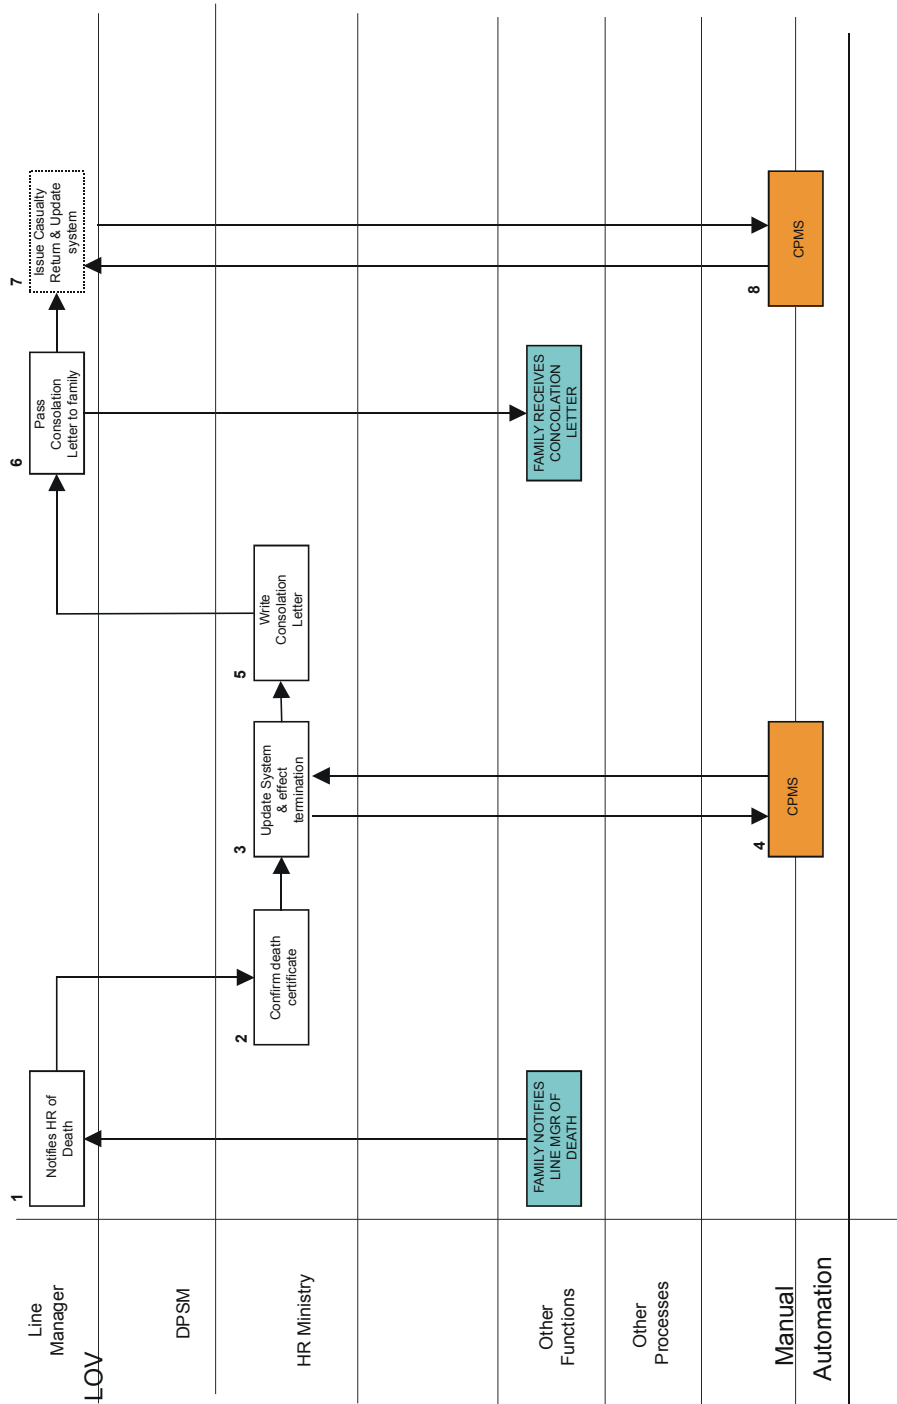 Line
Manager
LOV
DPSM
HR Ministry
Other
Functions
Other
Processes
Manual
Automation
1
Notifies HR of
Death
FAMILY NOTIFIES
LINE MGR OF
DEATH
2
Confirm death
certificate
3
Update System
& effect
termination
4
CPMS
5
Write
Consolation
Letter
6
Pass
Consolation
Letter to family
FAMILY RECEIVES
CONCOLATION
LETTER
7
Issue Casualty
Return & Update
system
8
CPMS